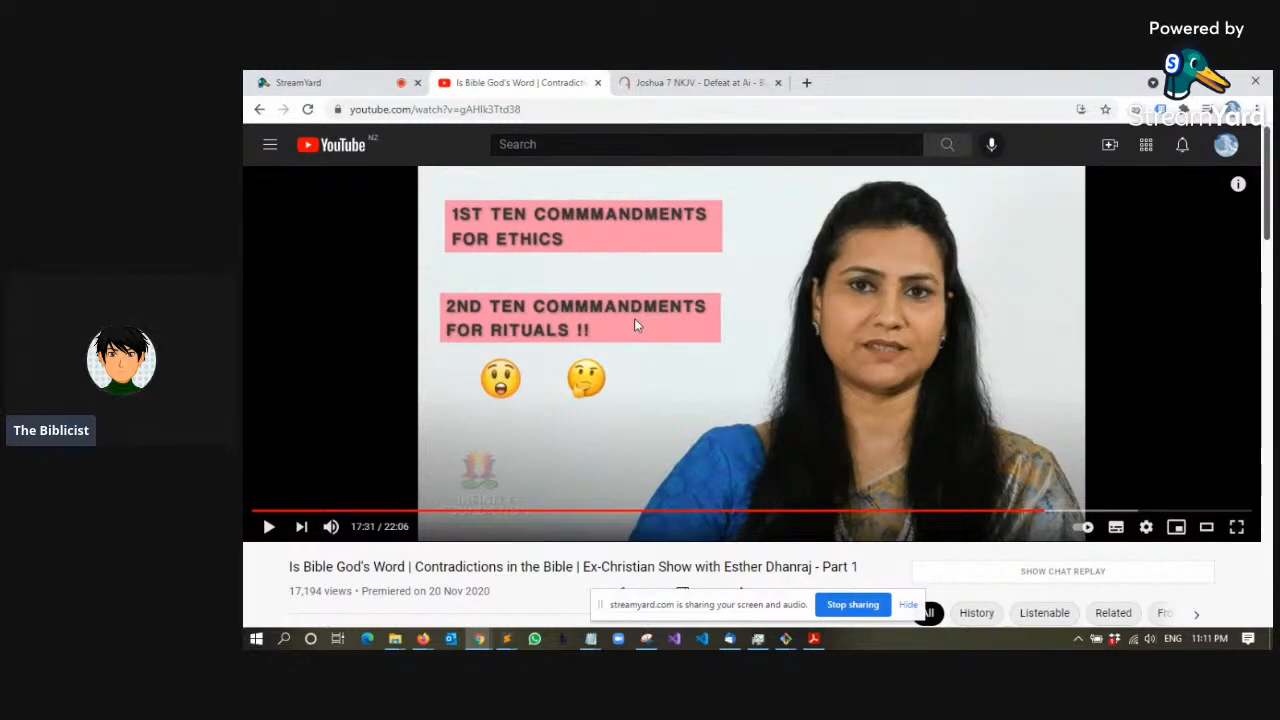 Powered by
StreamYard
StreamYard
Is Bible God's Word | Contradicti
Joshua 7 NKJV - Defeat at Ai - B
youtube.com/watch?v=gAHlk3Ttd38
YouTube NZ
Search
1ST TEN COMMMANDMENTS
FOR ETHICS
2ND TEN COMMMANDMENTS
FOR RITUALS !!
The Biblicist
17:31 / 22:06
Is Bible God's Word | Contradictions in the Bible | Ex-Christian Show with Esther Dhanraj - Part 1
SHOW CHAT REPLAY
17,194 views • Premiered on 20 Nov 2020
streamyard.com is sharing your screen and audio.
Stop sharing
Hide
All
History
Listenable
Related
Fro
ENG
11:11 PM